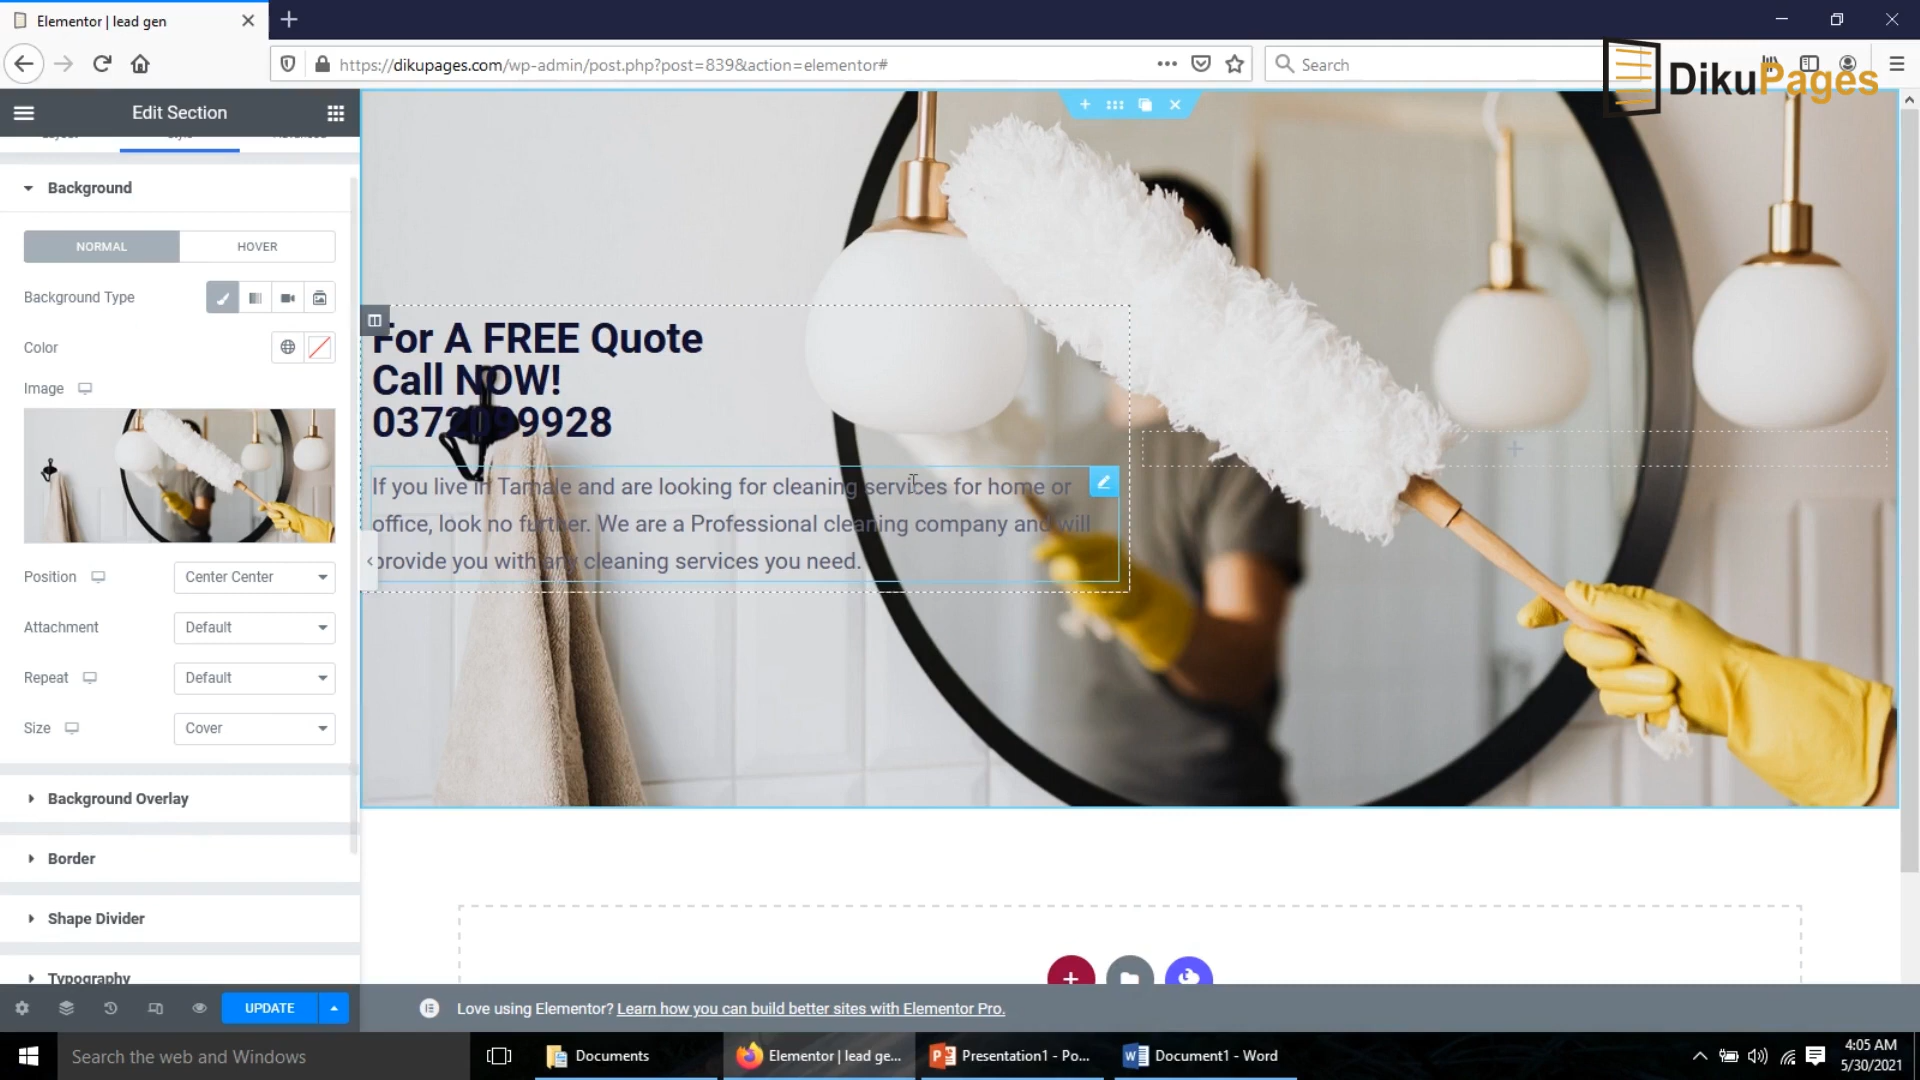 Elementor | lead gen
https://dikupages.com/wp-admin/post.php?post=839&action=elementor#
Search
DikuPages
Edit Section
Layout
Style
Advanced
Background
NORMAL
HOVER
Background Type
Color
Image
Position
Center Center
Attachment
Default
Repeat
Default
Size
Cover
Background Overlay
Border
Shape Divider
Typography
UPDATE
For A FREE Quote
Call NOW!
0372099928
If you live in Tamale and are looking for cleaning services for home or
office, look no further. We are a Professional cleaning company and will
provide you with any cleaning services you need.
Love using Elementor? Learn how you can build better sites with Elementor Pro.
Search the web and Windows
Documents
Elementor | lead ge...
Presentation1 - Po...
Document1 - Word
4:05 AM
5/30/2021